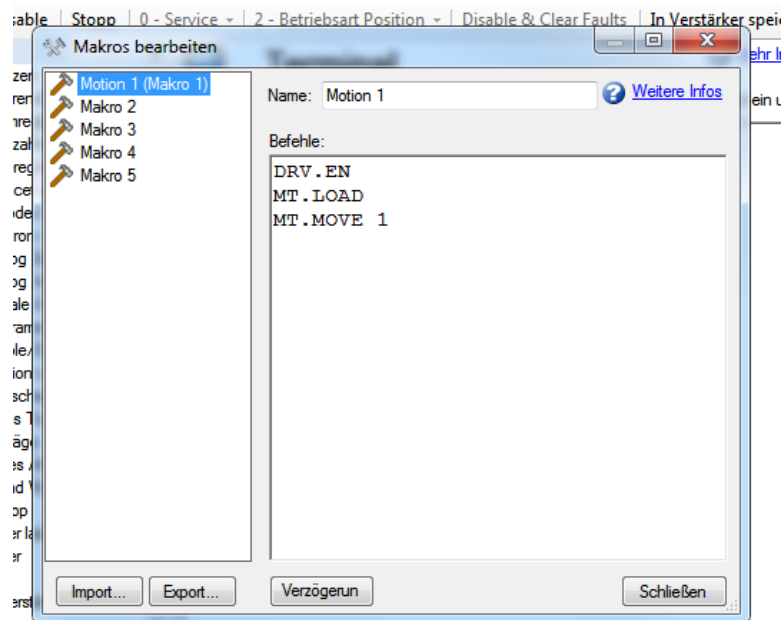 Stopp 0 - Service 2 - Betriebsart Position Disable & Clear Faults In Verstärker
Makros bearbeiten
Terminal
Motion 1 (Makro 1)
Makro 2
Makro 3
Makro 4
Makro 5
Name: Motion 1
Weitere Infos
ein
Befehle:
DRV.EN
MT.LOAD
MT.MOVE 1
Import... Export... Verzögerun Schließen